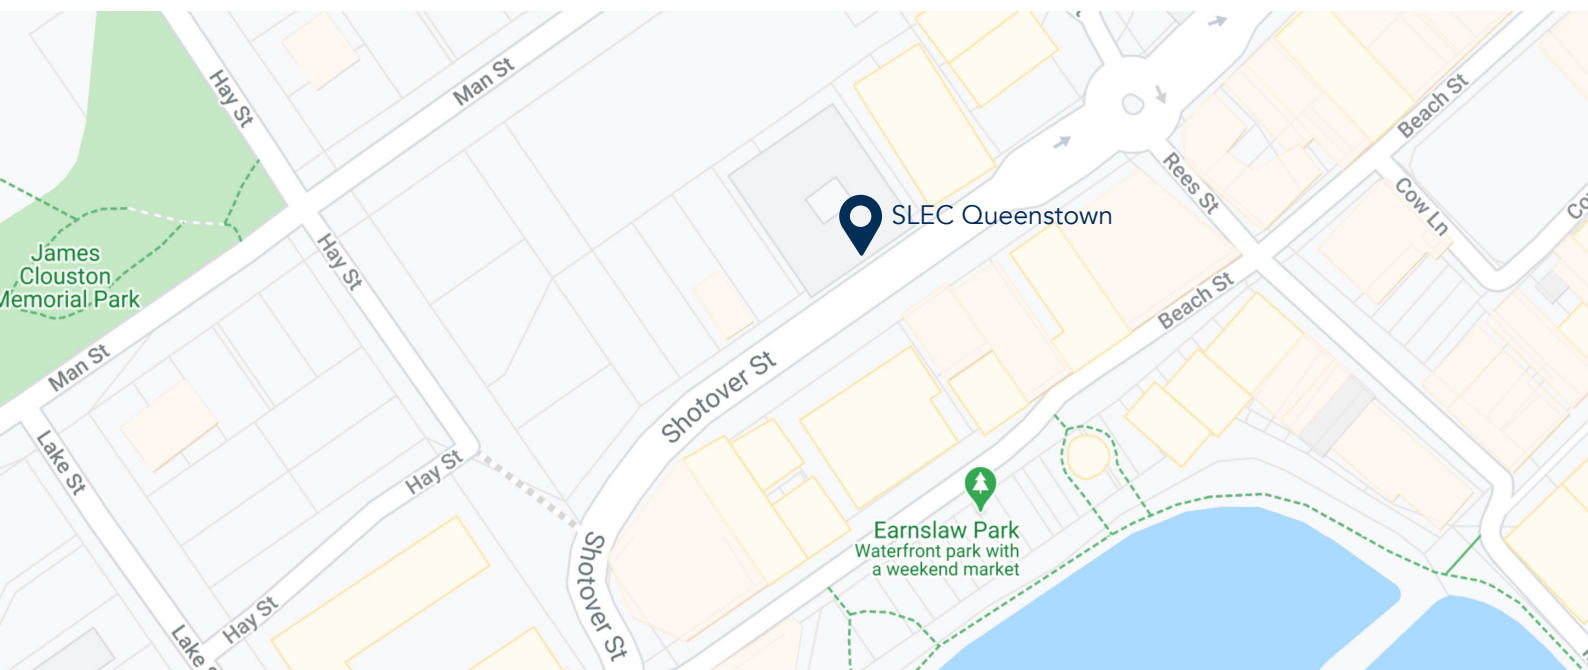 Hay St
Man St
Beach St
Rees St
Cow Ln
SLEC Queenstown
Hay St
James
Clouston
Memorial Park
Beach St
Man St
Shotover St
Lake St
Hay St
Earnslaw Park
Waterfront park with
a weekend market
Shotover St
Hay St
Lake